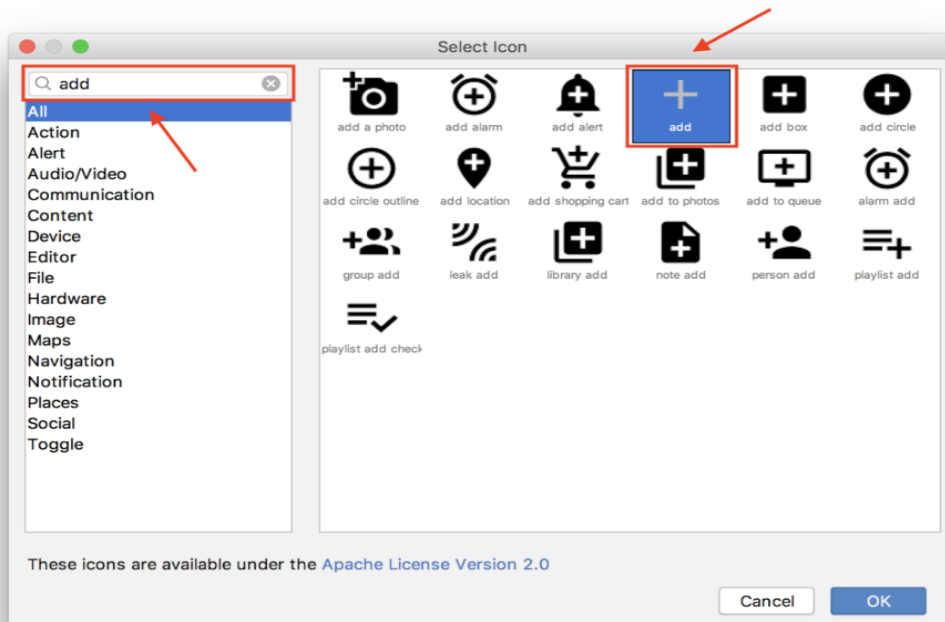 Select Icon
add
All
Action
Alert
Audio/Video
Communication
Content
Device
Editor
File
Hardware
Image
Maps
Navigation
Notification
Places
Social
Toggle
add a photo add alarm add alert add add box add circle
add circle outline add location add shopping cart add to photos add to queue alarm add
group add leak add library add note add person add playlist add
playlist add check
These icons are available under the Apache License Version 2.0
Cancel OK